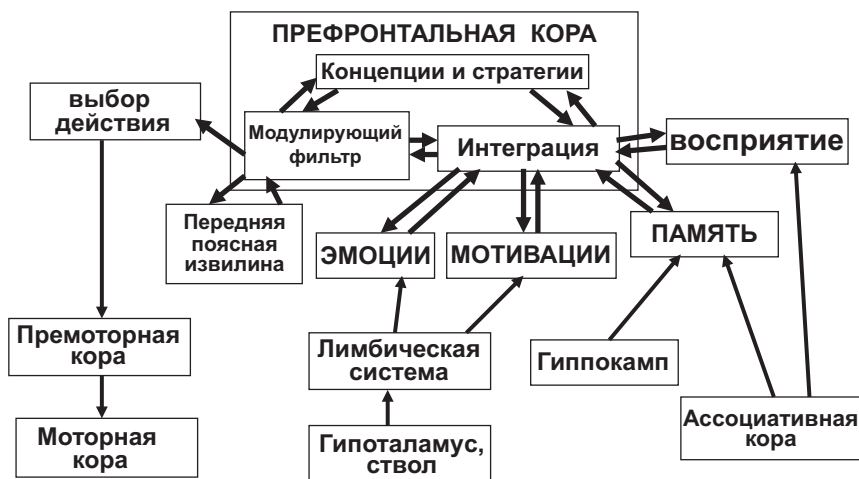 ПРЕФРОНТАЛЬНАЯ КОРА
Концепции и стратегии
выбор
действия
Модулирующий
фильтр
Интеграция
восприятие
Передняя
поясная
извилина
ЭМОЦИИ
МОТИВАЦИИ
ПАМЯТЬ
Премоторная
кора
Лимбическая
система
Гиппокамп
Моторная
кора
Гипоталамус,
ствол
Ассоциативная
кора